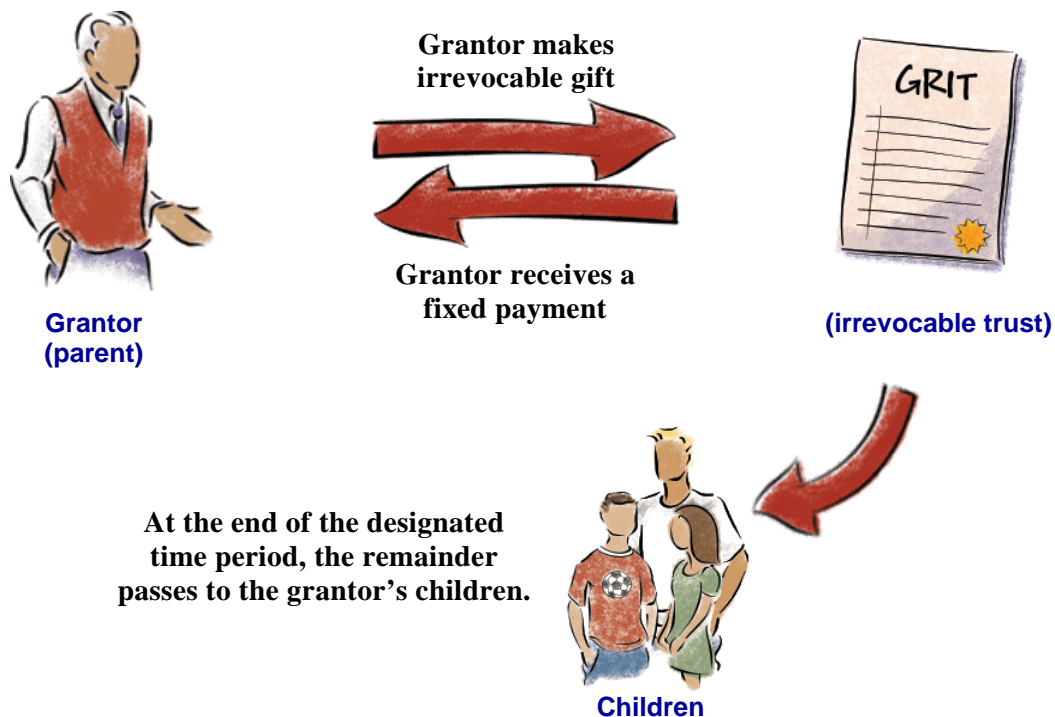 Grantor makes
irrevocable gift
GRIT
Grantor receives a
fixed payment
Grantor
(parent)
(irrevocable trust)
At the end of the designated
time period, the remainder
passes to the grantor’s children.
Children